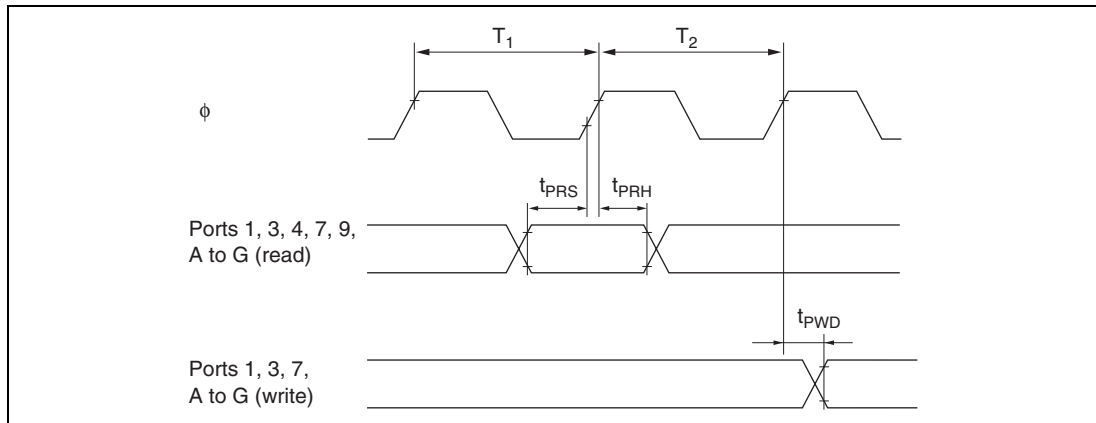 T1 T2
ϕ
tPRS tPRH
Ports 1, 3, 4, 7, 9,
A to G (read)
tPWD
Ports 1, 3, 7,
A to G (write)